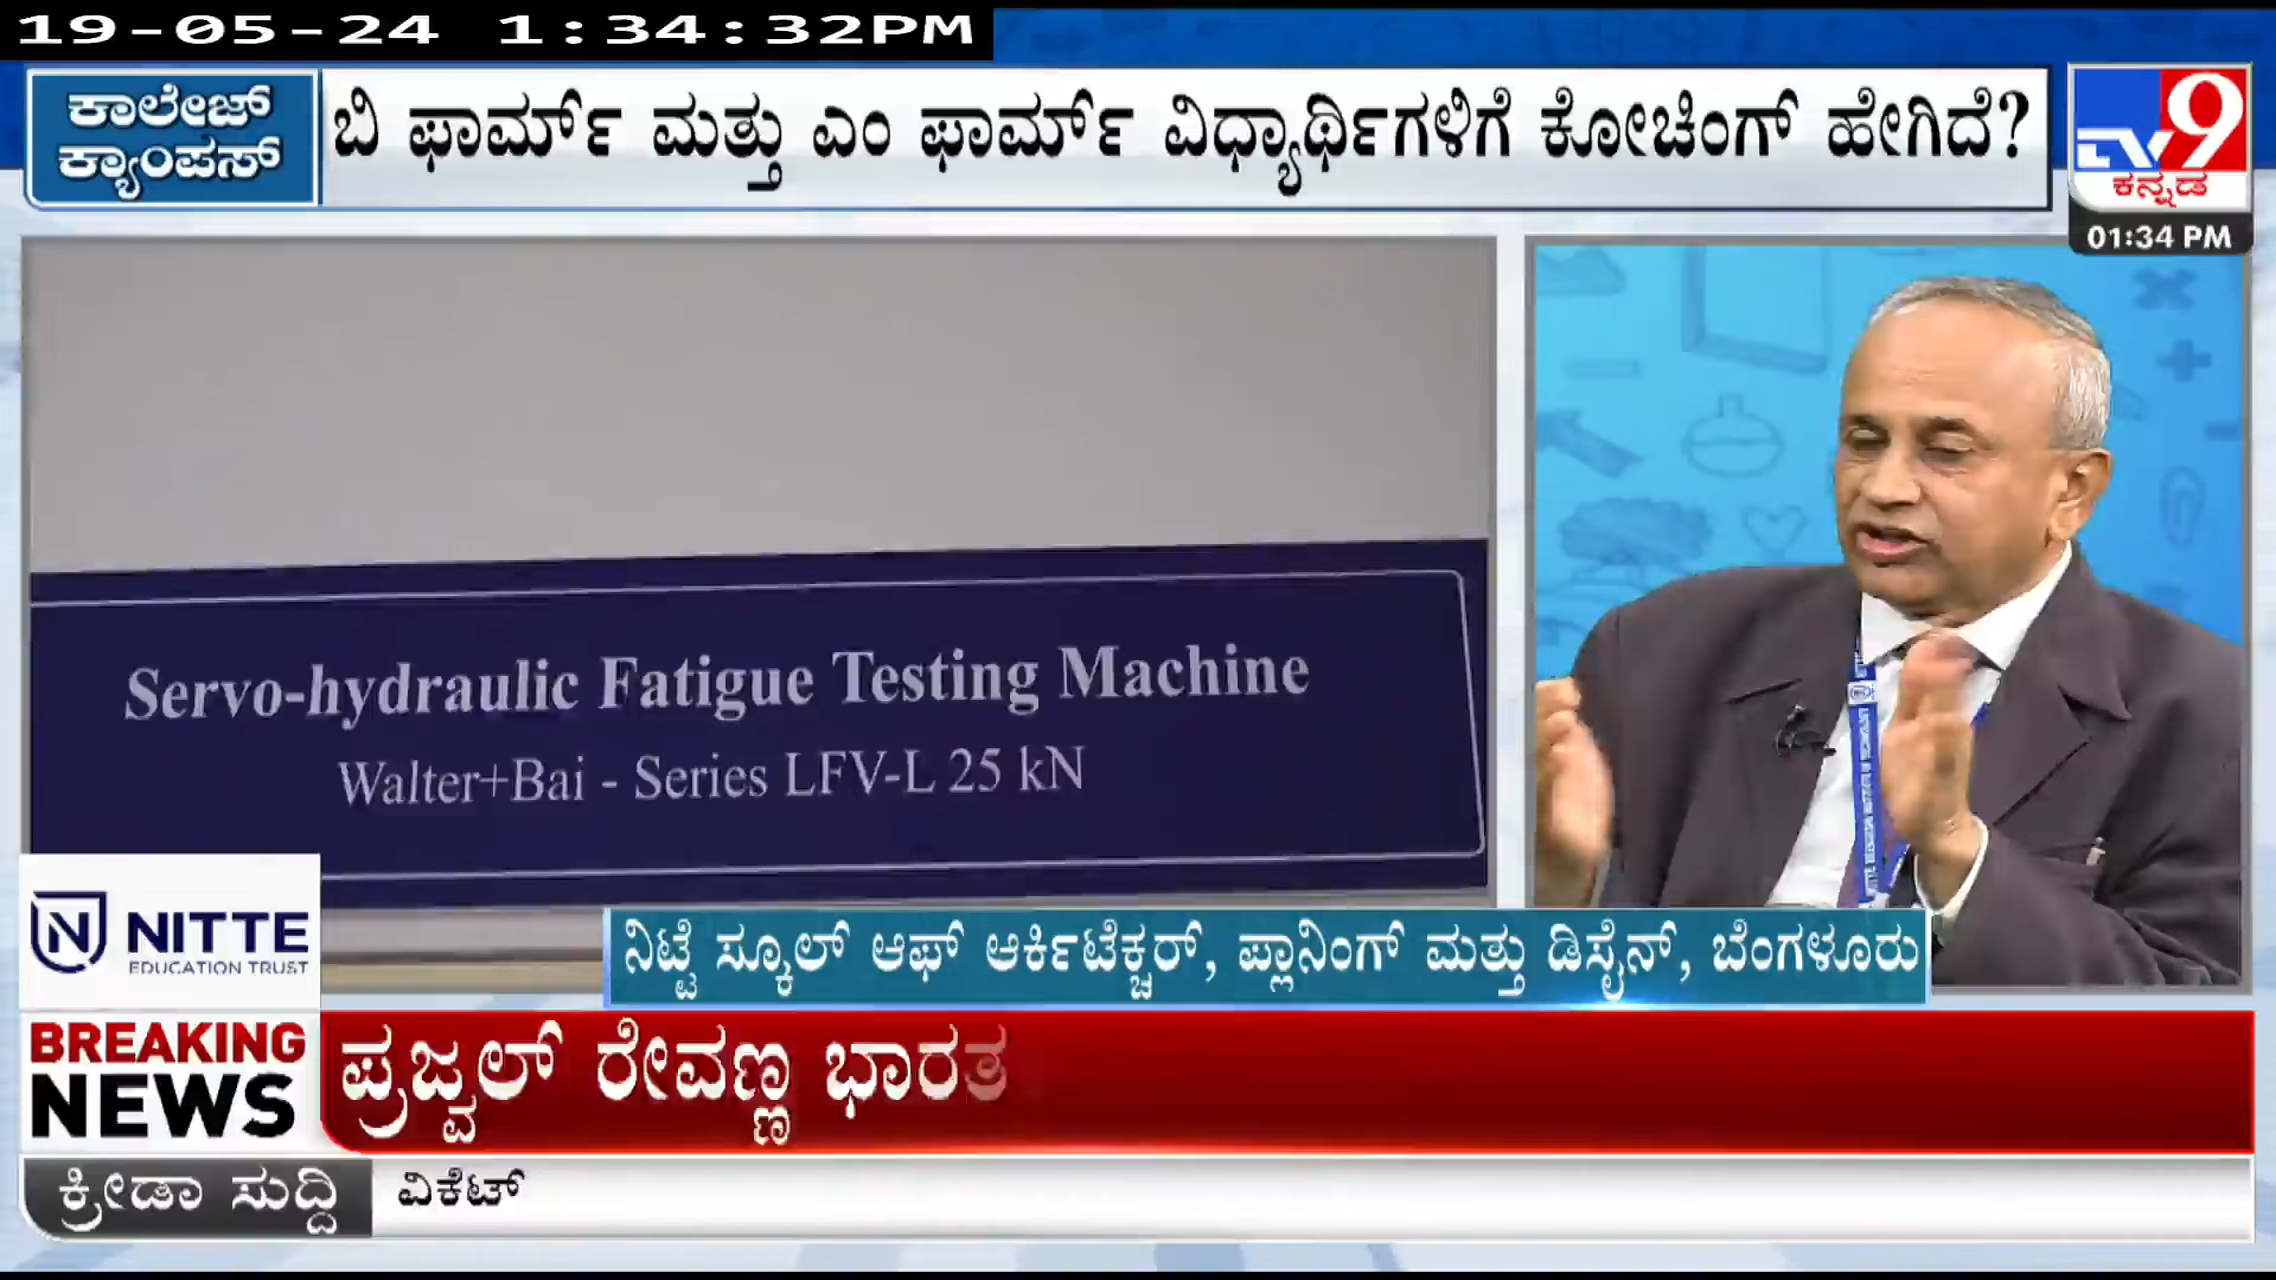 19-05-24 1:34:32PM
ಕಾಲೇಜ್
ಕ್ಯಾಂಪಸ್
ಬಿ ಫಾರ್ಮ್ ಮತ್ತು ಎಂ ಫಾರ್ಮ್ ವಿಧ್ಯಾರ್ಥಿಗಳಿಗೆ ಕೋಚಿಂಗ್ ಹೇಗಿದೆ?
TV9
ಕನ್ನಡ
01:34 PM
Servo-hydraulic Fatigue Testing Machine
Walter+Bai - Series LFV-L 25 kN
NITTE
EDUCATION TRUST
ನಿಟ್ಟೆ ಸ್ಕೂಲ್ ಆಫ್ ಆರ್ಕಿಟೆಕ್ಚರ್, ಪ್ಲಾನಿಂಗ್ ಮತ್ತು ಡಿಸೈನ್, ಬೆಂಗಳೂರು
BREAKING
NEWS
ಪ್ರಜ್ವಲ್ ರೇವಣ್ಣ ಭಾರತ
ಕ್ರೀಡಾ ಸುದ್ದಿ
ವಿಕೆಟ್